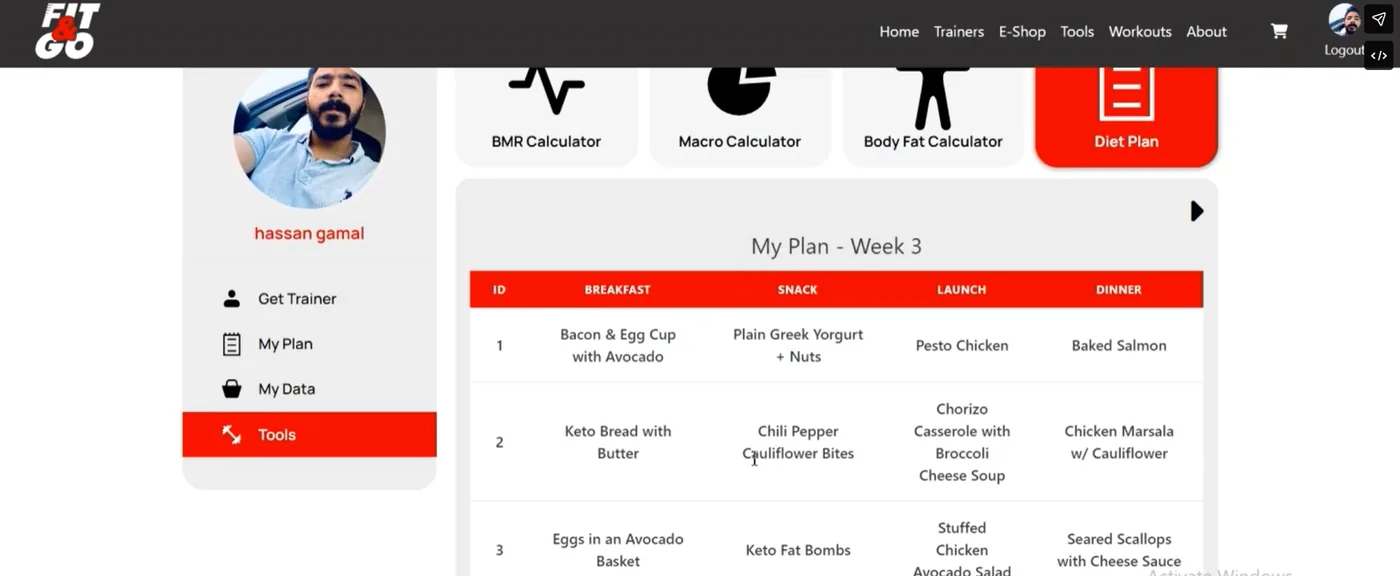 FIT
&
GO
Home Trainers E-Shop Tools Workouts About
Logout
BMR Calculator
Macro Calculator
Body Fat Calculator
Diet Plan
hassan gamal
Get Trainer
My Plan
My Data
Tools
My Plan - Week 3
ID BREAKFAST SNACK LAUNCH DINNER
1
Bacon & Egg Cup
with Avocado
Plain Greek Yorgurt
+ Nuts
Pesto Chicken
Baked Salmon
2
Keto Bread with
Butter
Chili Pepper
Cauliflower Bites
Chorizo
Casserole with
Broccoli
Cheese Soup
Chicken Marsala
w/ Cauliflower
3
Eggs in an Avocado
Basket
Keto Fat Bombs
Stuffed
Chicken
Avocado Salad
Seared Scallops
with Cheese Sauce
Activate Windows